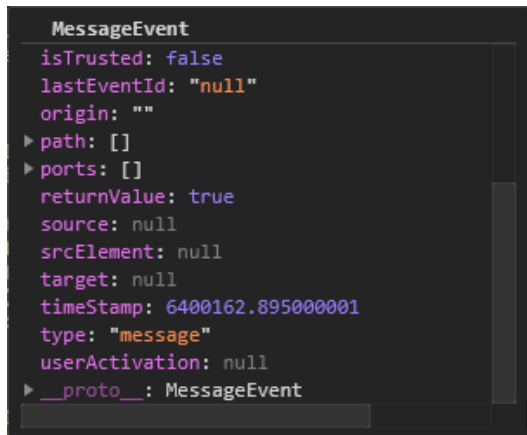 MessageEvent
isTrusted: false
lastEventId: "null"
origin: ""
path: []
ports: []
returnValue: true
source: null
srcElement: null
target: null
timeStamp: 6400162.895000001
type: "message"
userActivation: null
__proto__: MessageEvent